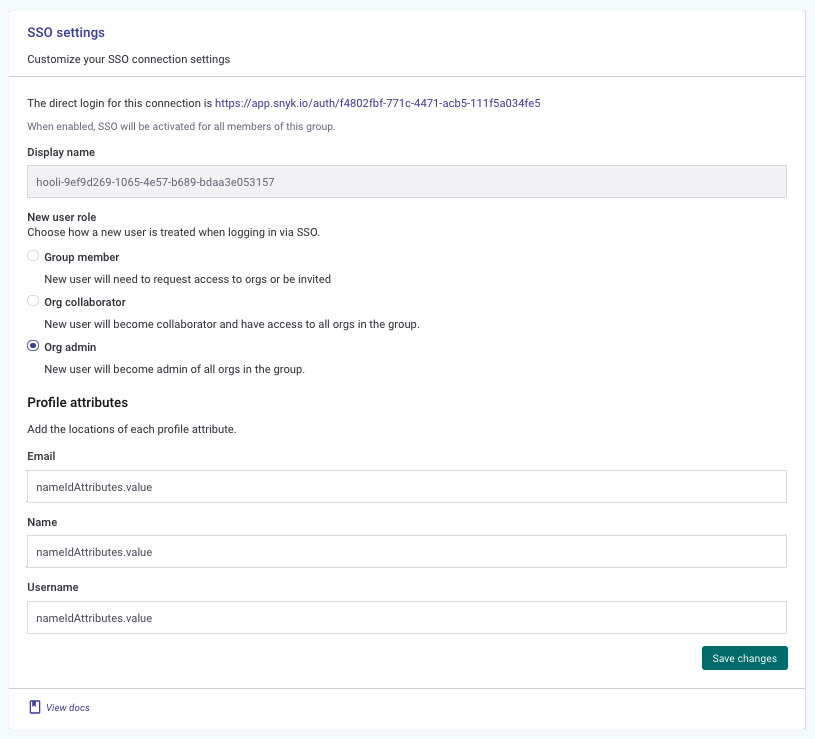 SSO settings
Customize your SSO connection settings
The direct login for this connection is https://app.snyk.io/auth/f4802fbf-771c-4471-acb5-111f5a034fe5
When enabled, SSO will be activated for all members of this group.
Display name
hooli-9ef9d269-1065-4e57-b689-bdaa3e053157
New user role
Choose how a new user is treated when logging in via SSO.
Group member
New user will need to request access to orgs or be invited
Org collaborator
New user will become collaborator and have access to all orgs in the group.
Org admin
New user will become admin of all orgs in the group.
Profile attributes
Add the locations of each profile attribute.
Email
nameIdAttributes.value
Name
nameIdAttributes.value
Username
nameIdAttributes.value
Save changes
View docs